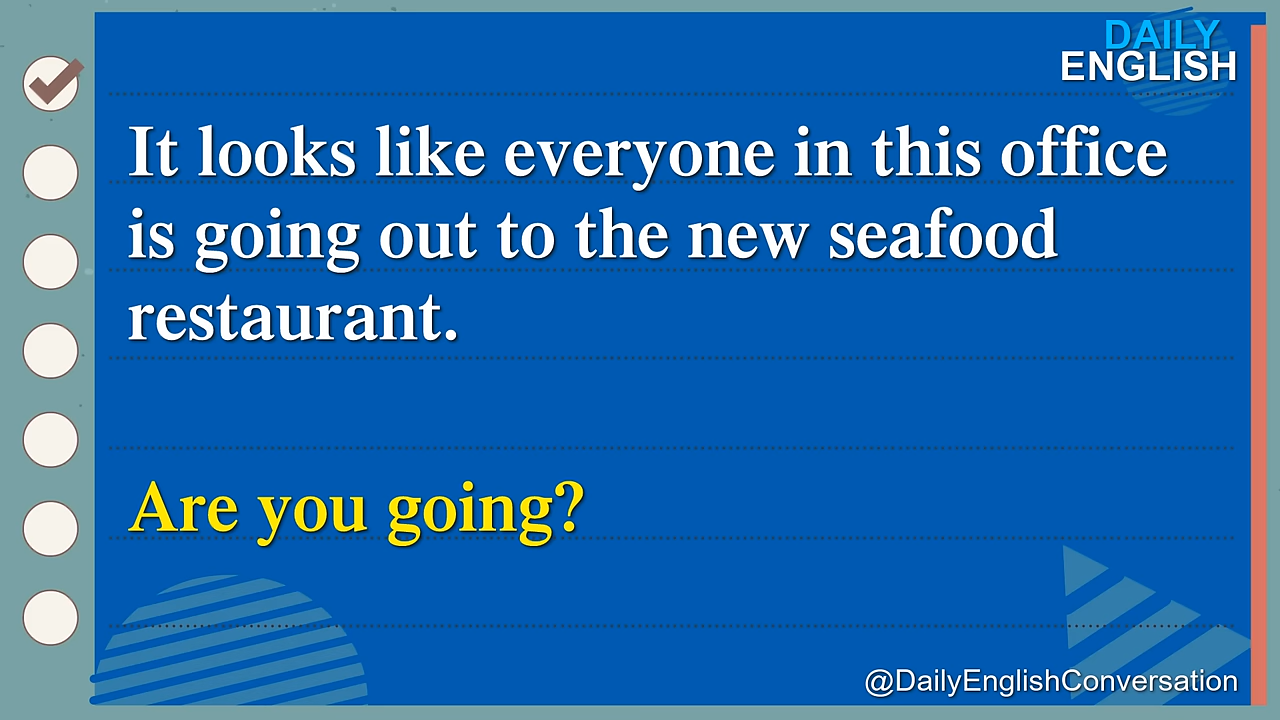 DAILY
ENGLISH
It looks like everyone in this office
is going out to the new seafood
restaurant.
Are you going?
@DailyEnglishConversation